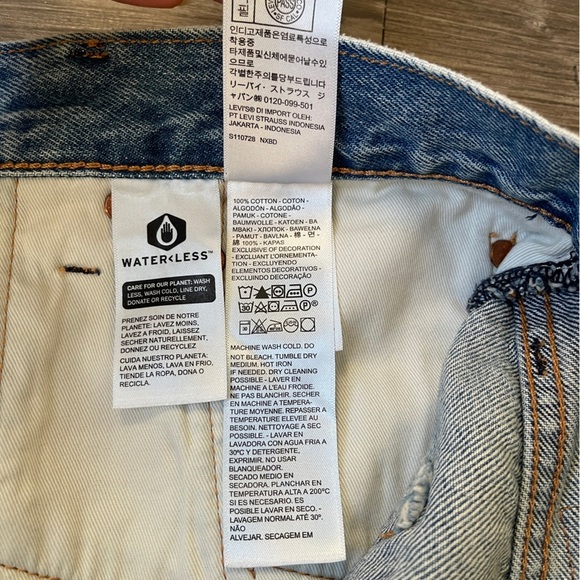 필
PASS
BF CAL
인디고제품은염료특성으로
착용중
타제품및신체에이염될수
있으므로
각별한주의를당부드립니다
リーバイ・ストラウス ジ
ャパン㈱ 0120-099-501
LEVI'S® DI IMPORT OLEH:
PT LEVI STRAUSS INDONESIA
JAKARTA - INDONESIA
S110728 NXBD
WATER<LESS™
CARE FOR OUR PLANET: WASH
LESS, WASH COLD, LINE DRY,
DONATE OR RECYCLE
PRENEZ SOIN DE NOTRE
PLANETE: LAVEZ MOINS,
LAVEZ A FROID, LAISSEZ
SECHER NATURELLEMENT,
DONNEZ OU RECYCLEZ
CUIDA NUESTRO PLANETA:
LAVA MENOS, LAVA EN FRIO,
TIENDE LA ROPA, DONA O
RECICLA.
100% COTTON - COTON -
ALGODÓN - ALGODÃO -
PAMUK - COTONE -
BAUMWOLLE - KATOEN - BA
MBAKI - ХЛОПОК - BAWEŁNA
- PAMUT - BAVLNA - 棉 - 면 -
綿 100% - KAPAS
EXCLUSIVE OF DECORATION
- EXCLUANT L'ORNEMENTA-
TION - EXCLUYENDO
ELEMENTOS DECORATIVOS -
EXCLUINDO DECORAÇÃO
30 P
30
MACHINE WASH COLD. DO
NOT BLEACH. TUMBLE DRY
MEDIUM. HOT IRON
IF NEEDED. DRY CLEANING
POSSIBLE - LAVER EN
MACHINE A L'EAU FROIDE.
NE PAS BLANCHIR. SECHER
EN MACHINE A TEMPERA-
TURE MOYENNE. REPASSER A
TEMPERATURE ELEVEE AU
BESOIN. NETTOYAGE A SEC
POSSIBLE. - LAVAR EN
LAVADORA CON AGUA FRIA A
30ºC Y DETERGENTE,
EXPRIMIR. NO USAR
BLANQUEADOR.
SECADO MEDIO EN
SECADORA. PLANCHAR EN
TEMPERATURA ALTA A 200ºC
SI ES NECESARIO. ES
POSIBLE LAVADO EN SECO. -
LAVAGEM NORMAL ATÉ 30º.
NÃO
ALVEJAR. SECAGEM EM